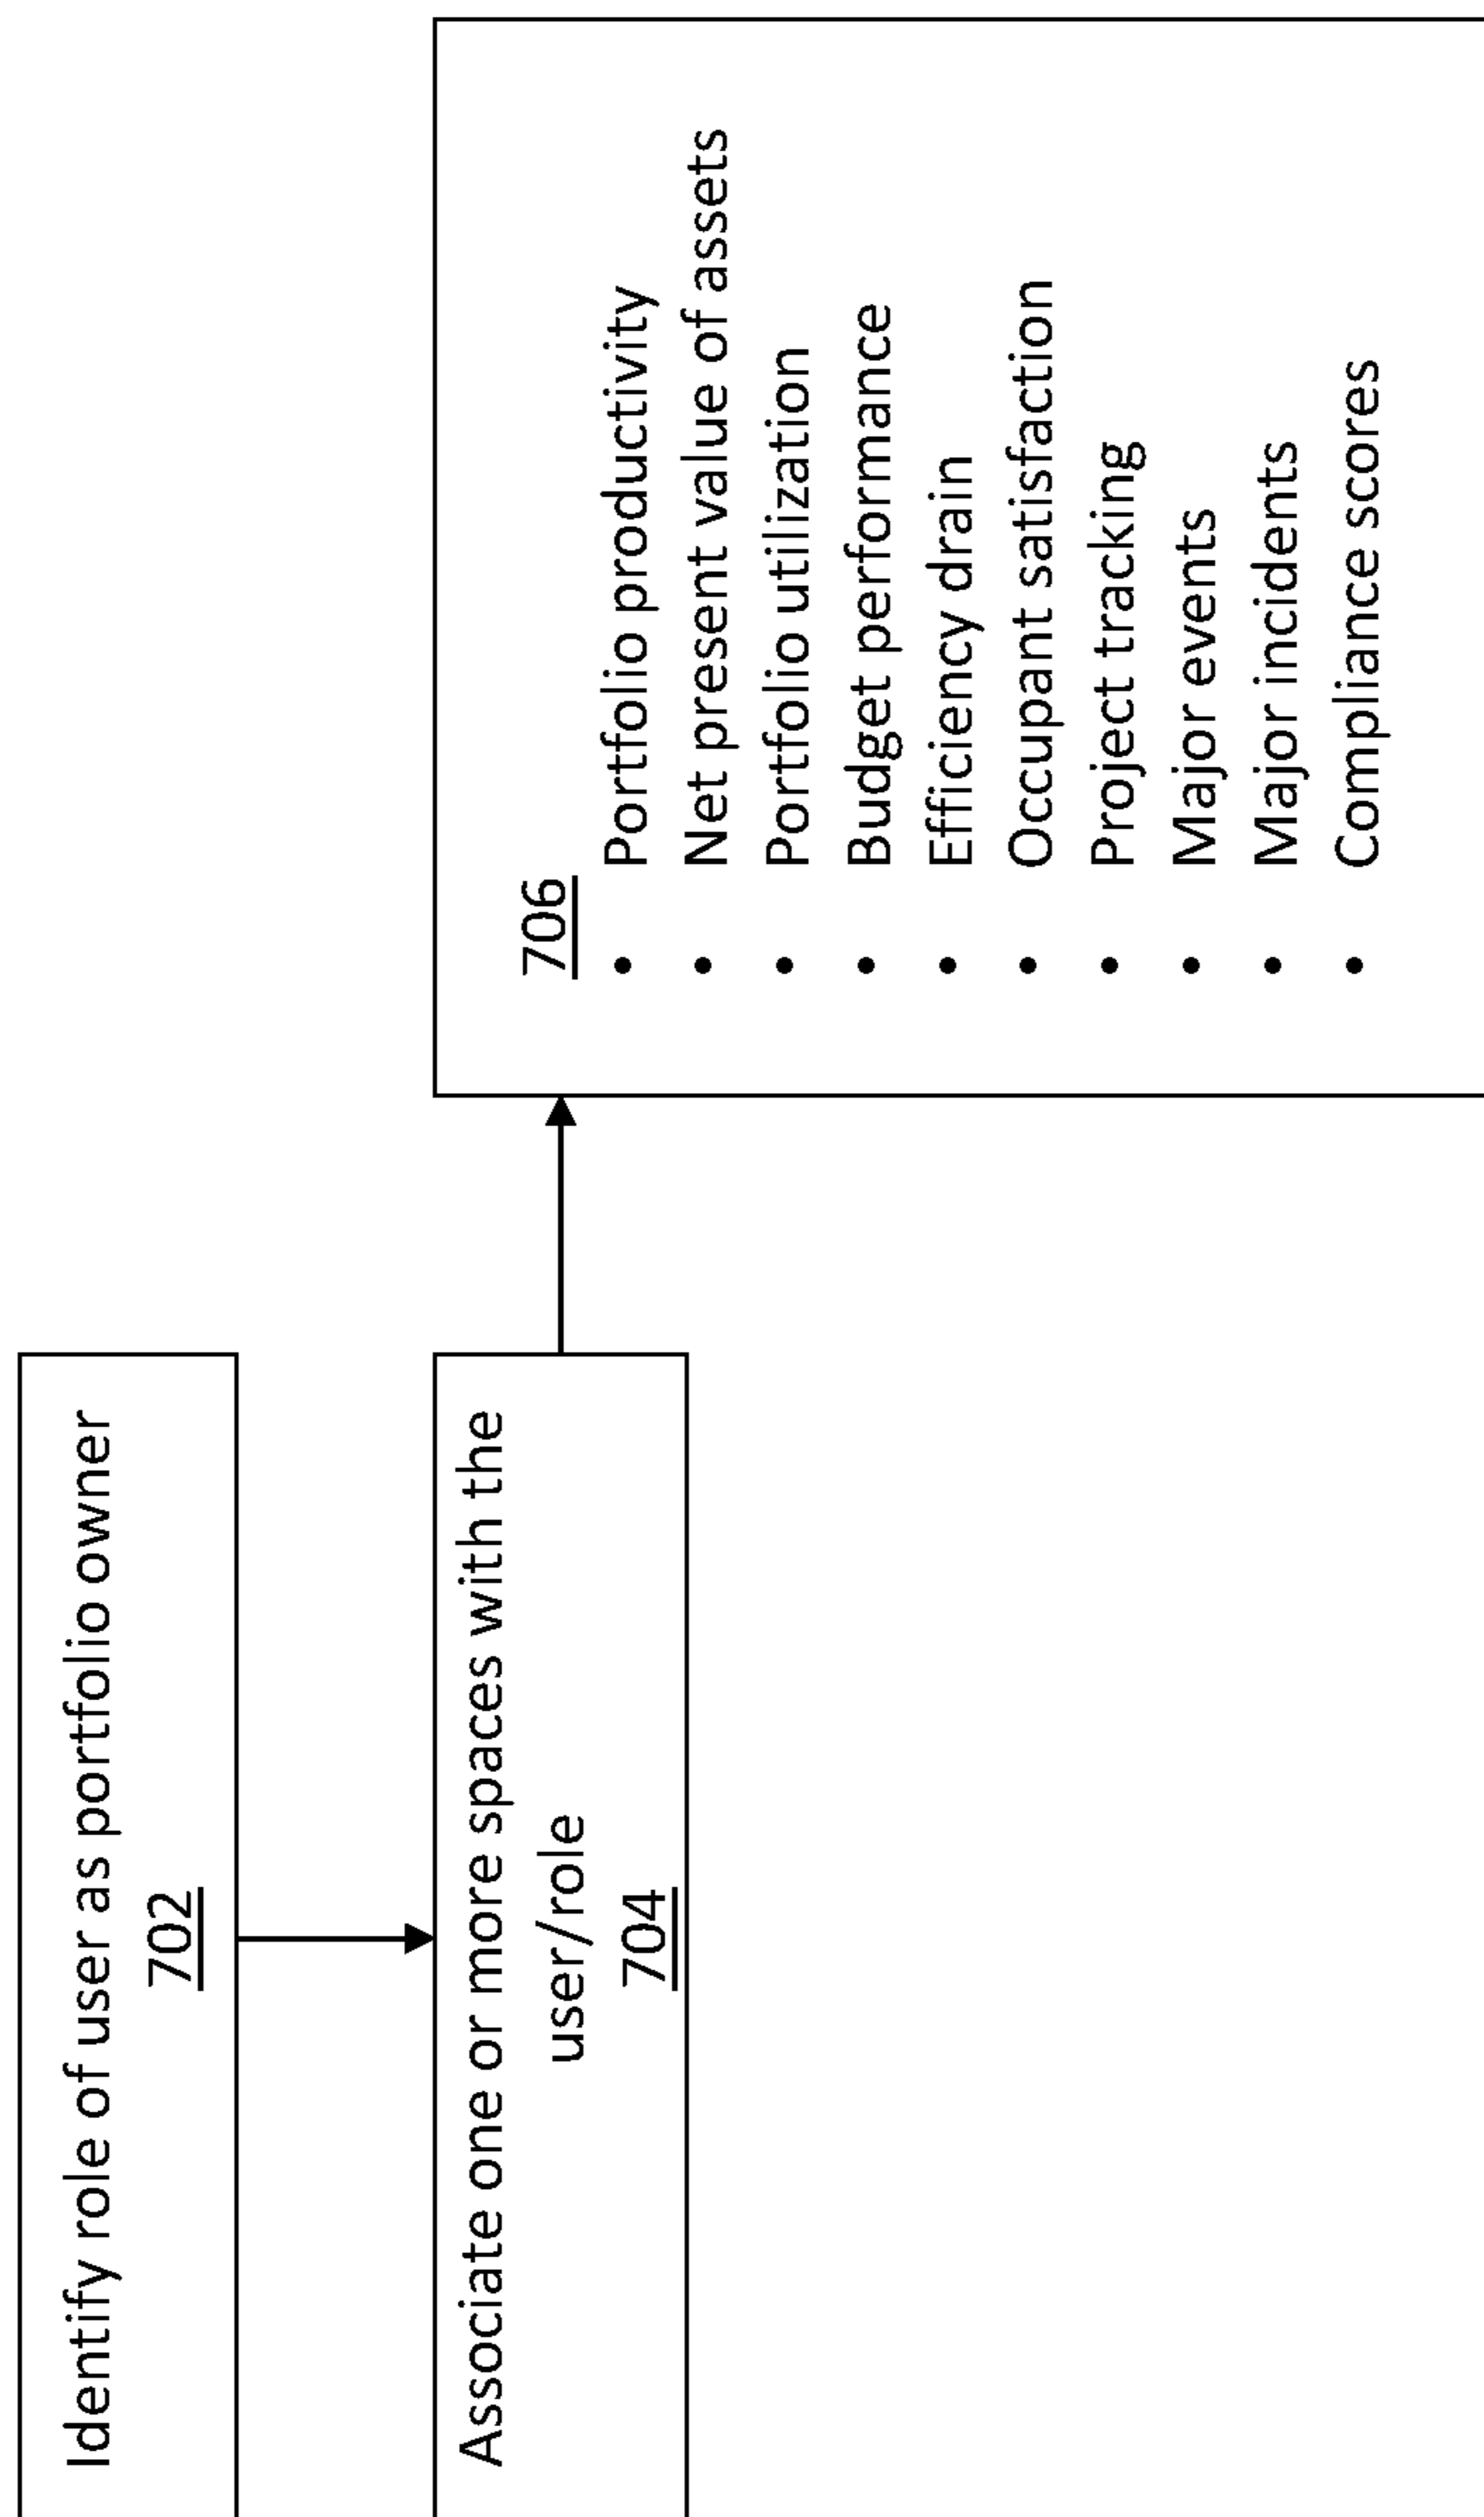 Identify role of user as portfolio owner
702
Associate one or more spaces with the
user/role
704
706
• Portfolio productivity
• Net present value of assets
• Portfolio utilization
• Budget performance
• Efficiency drain
• Occupant satisfaction
• Project tracking
• Major events
• Major incidents
• Compliance scores